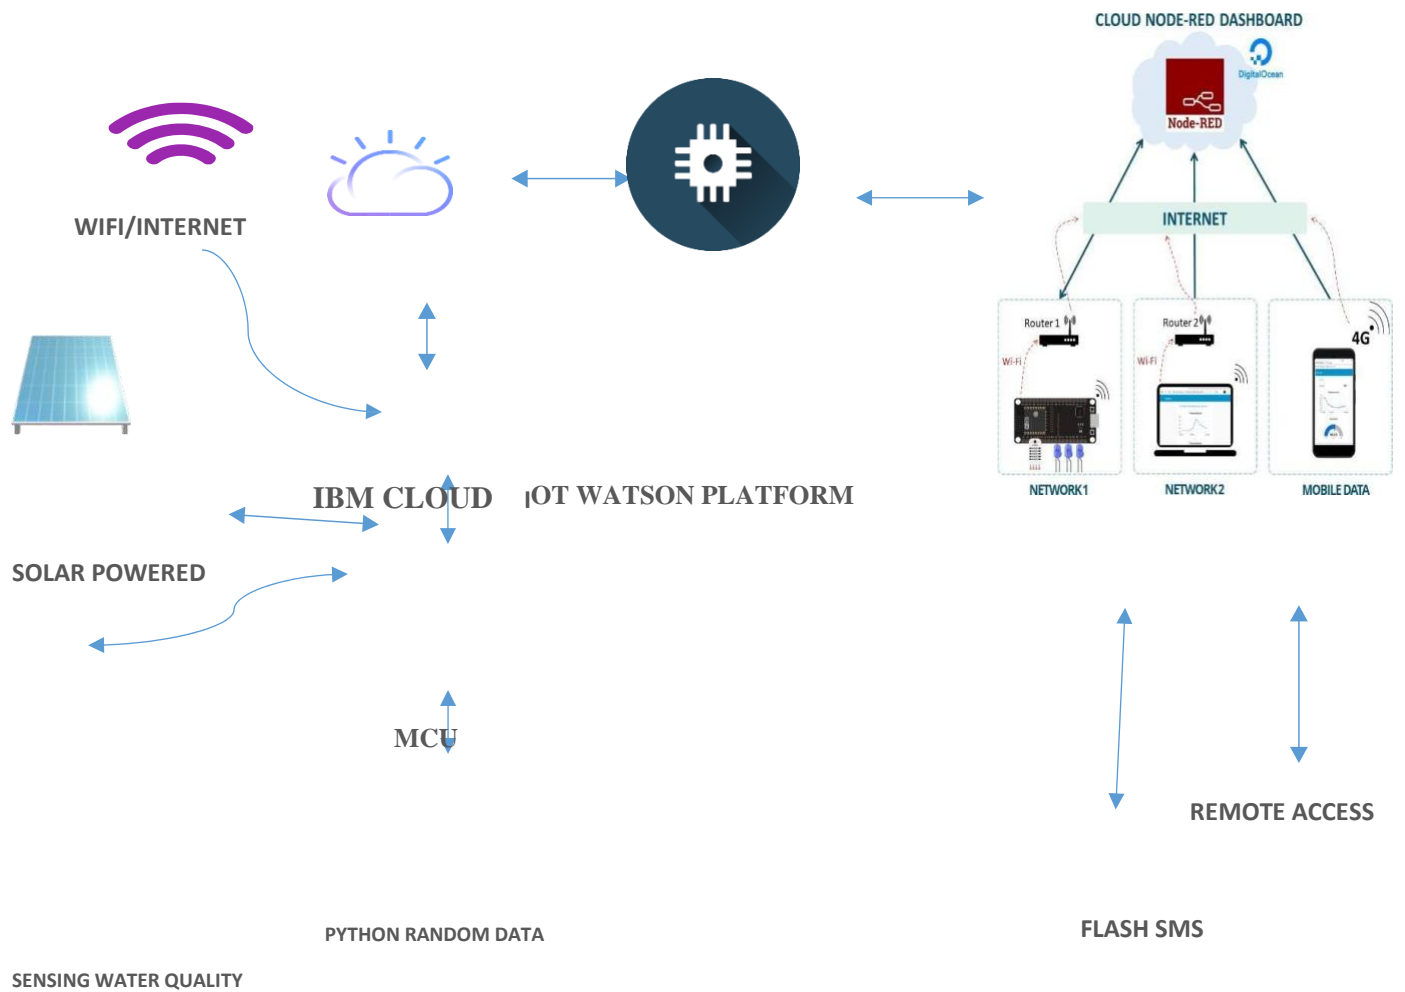 CLOUD NODE-RED DASHBOARD
DigitalOcean
Node-RED
WIFI/INTERNET
INTERNET
Router 1
Router 2
4G
Wi-Fi
Wi-Fi
IBM CLOUD
IOT WATSON PLATFORM
NETWORK1
NETWORK2
MOBILE DATA
SOLAR POWERED
MCU
REMOTE ACCESS
PYTHON RANDOM DATA
FLASH SMS
SENSING WATER QUALITY